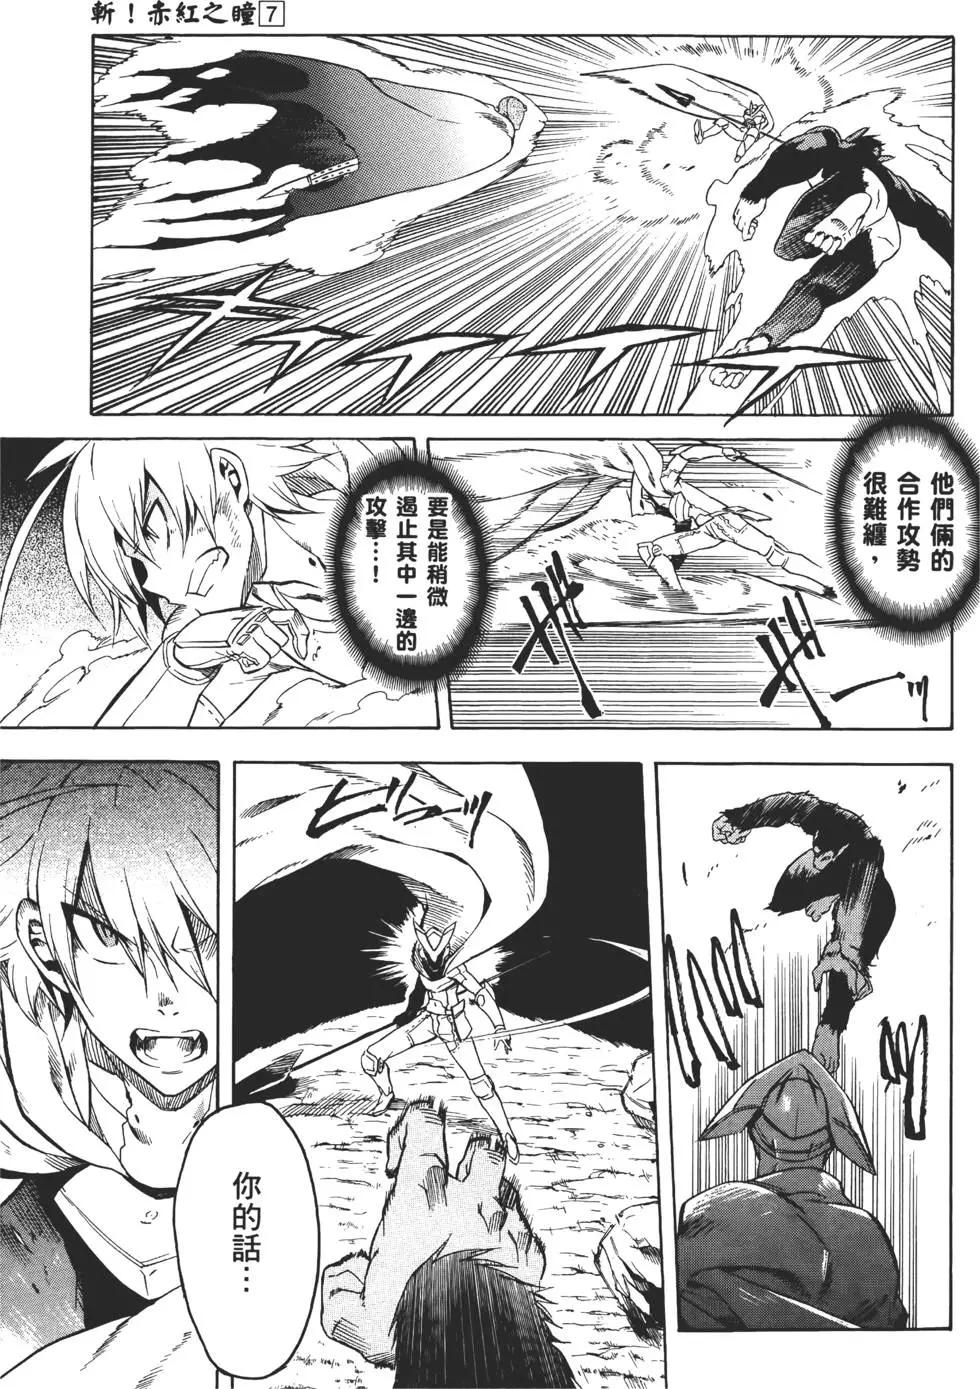 斬！赤紅之瞳7
他們倆的
合作攻勢
很難纏，
要是能稍微
遏止其中一邊的
攻擊…！
你的話…